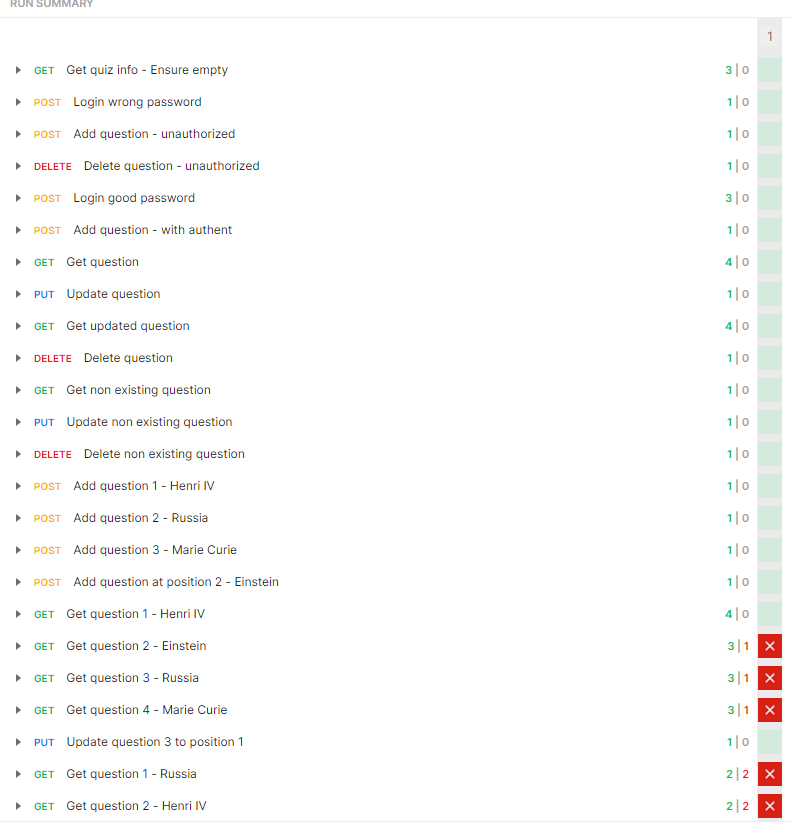 RUN SUMMARY
1
GET Get quiz info - Ensure empty 3 | 0
POST Login wrong password 1 | 0
POST Add question - unauthorized 1 | 0
DELETE Delete question - unauthorized 1 | 0
POST Login good password 3 | 0
POST Add question - with authent 1 | 0
GET Get question 4 | 0
PUT Update question 1 | 0
GET Get updated question 4 | 0
DELETE Delete question 1 | 0
GET Get non existing question 1 | 0
PUT Update non existing question 1 | 0
DELETE Delete non existing question 1 | 0
POST Add question 1 - Henri IV 1 | 0
POST Add question 2 - Russia 1 | 0
POST Add question 3 - Marie Curie 1 | 0
POST Add question at position 2 - Einstein 1 | 0
GET Get question 1 - Henri IV 4 | 0
GET Get question 2 - Einstein 3 | 1
GET Get question 3 - Russia 3 | 1
GET Get question 4 - Marie Curie 3 | 1
PUT Update question 3 to position 1 1 | 0
GET Get question 1 - Russia 2 | 2
GET Get question 2 - Henri IV 2 | 2